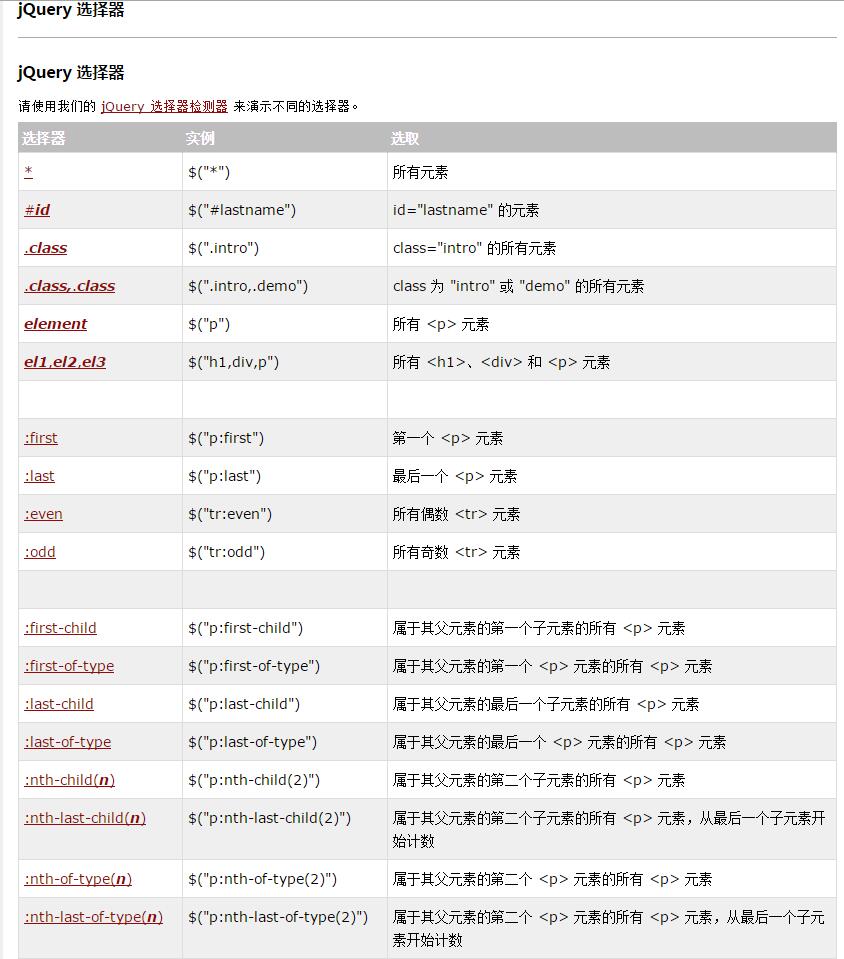 jQuery 选择器
jQuery 选择器
请使用我们的 jQuery 选择器检测器 来演示不同的选择器。
选择器 实例 选取
* $("*") 所有元素
#id $("#lastname") id="lastname" 的元素
.class $(".intro") class="intro" 的所有元素
.class,.class $(".intro,.demo") class 为 "intro" 或 "demo" 的所有元素
element $("p") 所有 <p> 元素
el1,el2,el3 $("h1,div,p") 所有 <h1>、<div> 和 <p> 元素
:first $("p:first") 第一个 <p> 元素
:last $("p:last") 最后一个 <p> 元素
:even $("tr:even") 所有偶数 <tr> 元素
:odd $("tr:odd") 所有奇数 <tr> 元素
:first-child $("p:first-child") 属于其父元素的第一个子元素的所有 <p> 元素
:first-of-type $("p:first-of-type") 属于其父元素的第一个 <p> 元素的所有 <p> 元素
:last-child $("p:last-child") 属于其父元素的最后一个子元素的所有 <p> 元素
:last-of-type $("p:last-of-type") 属于其父元素的最后一个 <p> 元素的所有 <p> 元素
:nth-child(n) $("p:nth-child(2)") 属于其父元素的第二个子元素的所有 <p> 元素
:nth-last-child(n) $("p:nth-last-child(2)") 属于其父元素的第二个子元素的所有 <p> 元素，从最后一个子元素开
始计数
:nth-of-type(n) $("p:nth-of-type(2)") 属于其父元素的第二个 <p> 元素的所有 <p> 元素
:nth-last-of-type(n) $("p:nth-last-of-type(2)") 属于其父元素的第二个 <p> 元素的所有 <p> 元素，从最后一个子元
素开始计数